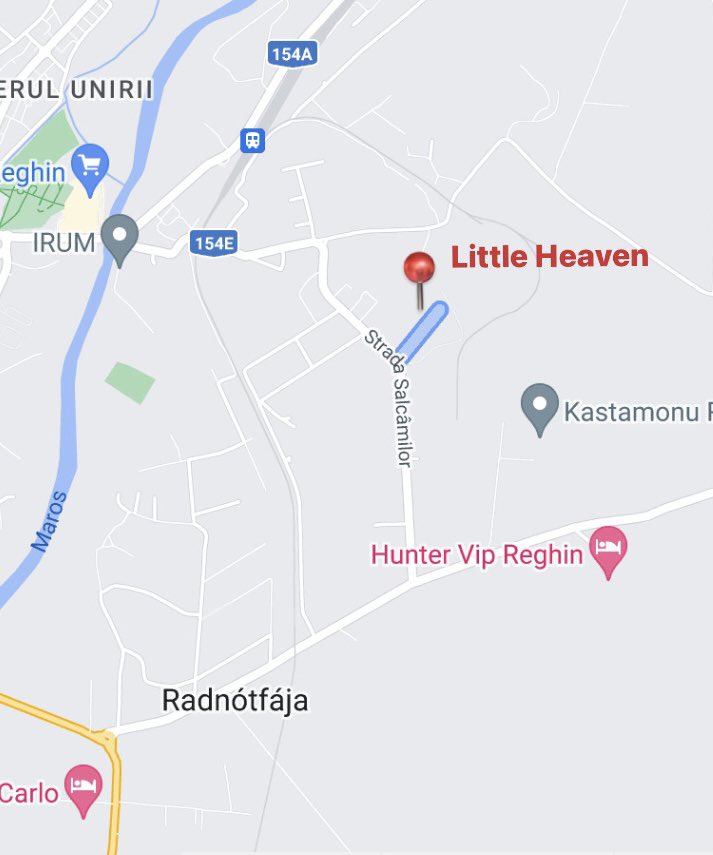 154A
ERUL UNIRII
eghin
IRUM
154E
Little Heaven
Strada Salcâmilor
Kastamonu
Maros
Hunter Vip Reghin
Radnótfája
Carlo